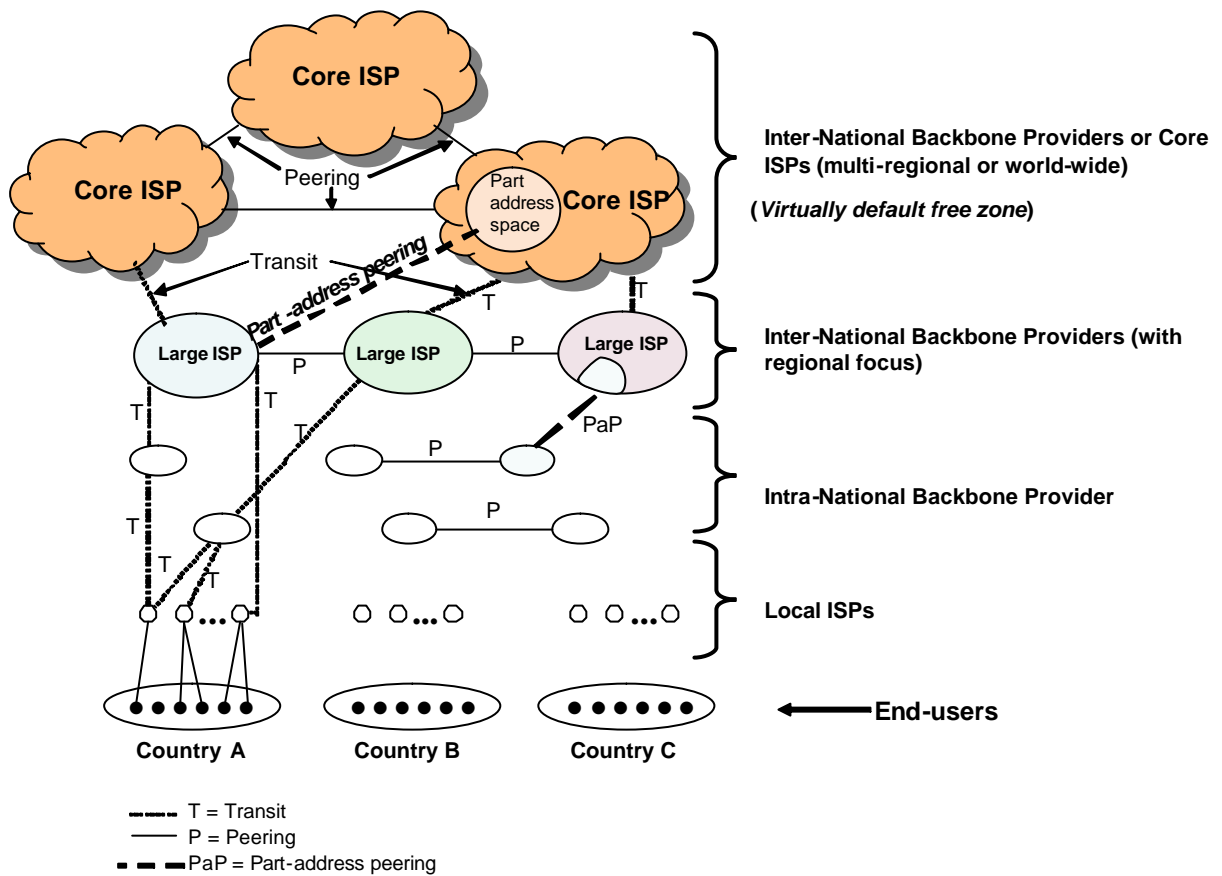 Core ISP
Core ISP
Core ISP
Part
address
space
Peering
Inter-National Backbone Providers or Core
ISPs (multi-regional or world-wide)
(Virtually default free zone)
Transit
Part -address peering
T
T
Large ISP
P
Large ISP
P
Large ISP
Inter-National Backbone Providers (with
regional focus)
T
T
T
PaP
P
Intra-National Backbone Provider
T
P
T
T
...
...
...
Local ISPs
End-users
Country A
Country B
Country C
T = Transit
P = Peering
PaP = Part-address peering